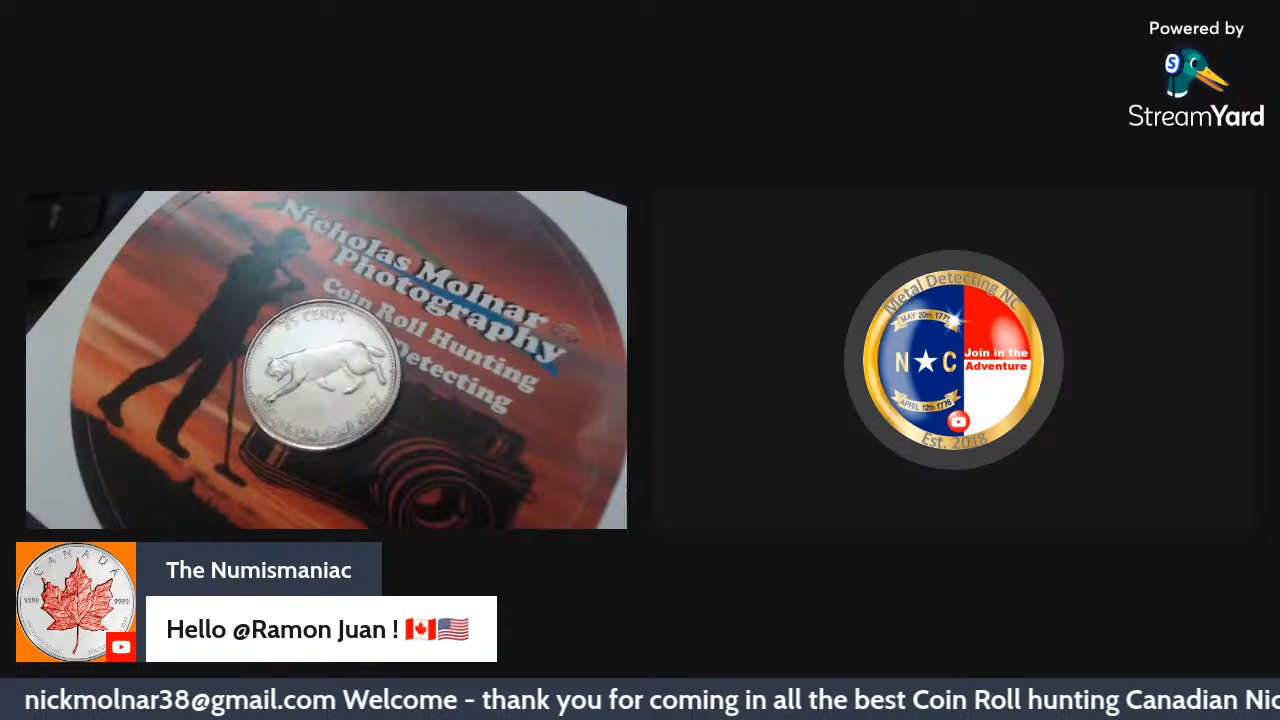 Powered by
S
StreamYard
Nicholas Molnar
Photography
Coin Roll Hunting
Detecting
25 CENTS
Metal Detecting NC
MAY 20th 1775
N C
Join in the
Adventure
APRIL 12th 1776
Est. 2018
CANADA
9999 9999
The Numismaniac
Hello @Ramon Juan ! 🇨🇦🇺🇸
nickmolnar38@gmail.com Welcome - thank you for coming in all the best Coin Roll hunting Canadian Nic